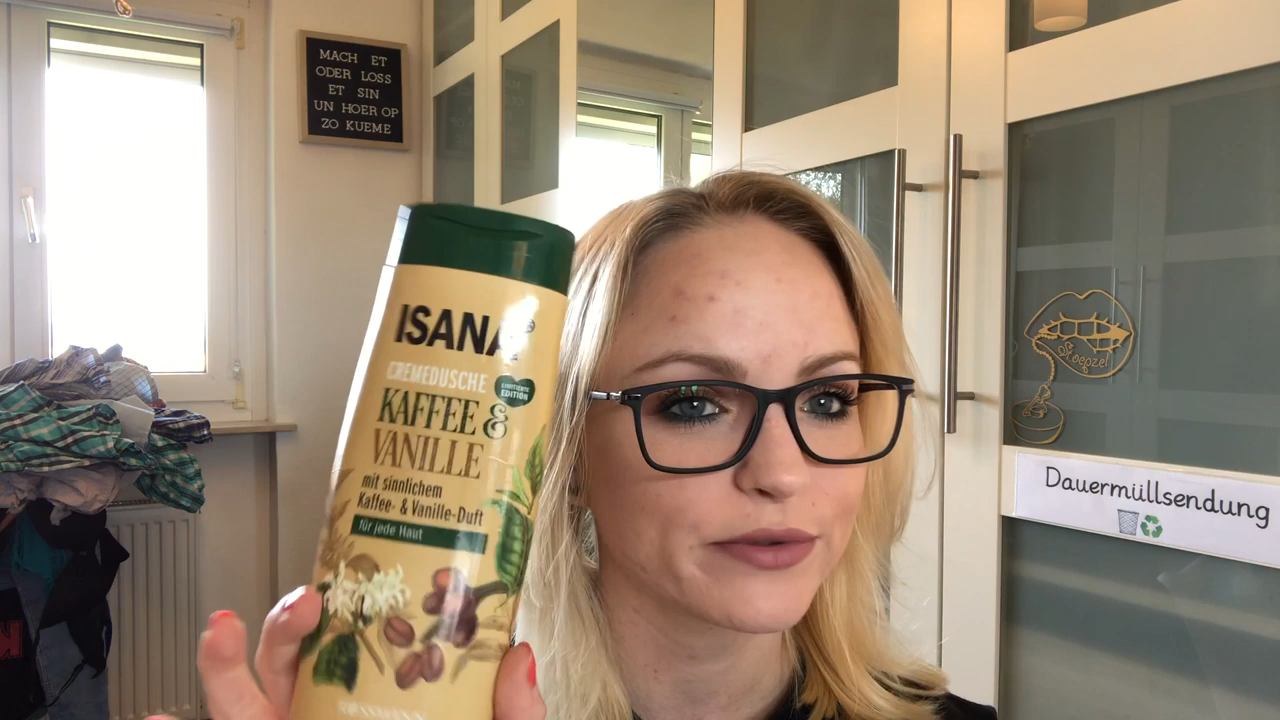 MACH ET
ODER LOSS
ET SIN
UN HOER OP
ZO KUEME
ISANA
CREMEDUSCHE
LIMITIERTE
EDITION
KAFFEE &
VANILLE
mit sinnlichem
Kaffee- & Vanille-Duft
für jede Haut
Stoepzel
Dauermüllsendung